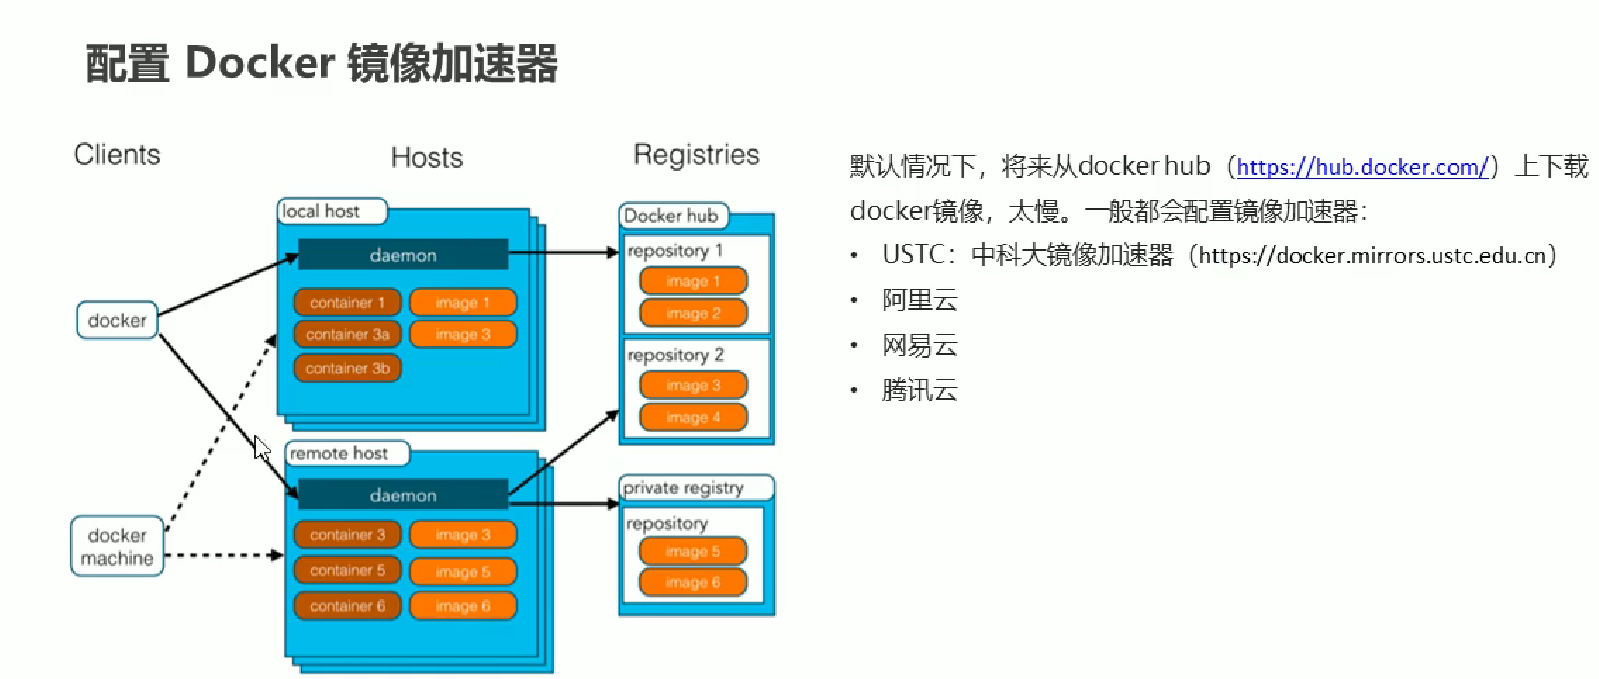 配置 Docker 镜像加速器
Clients
Hosts
Registries
local host
daemon
container 1
image 1
container 3a
image 3
container 3b
docker
docker
machine
remote host
daemon
container 3
image 3
container 5
image 5
container 6
image 6
Docker hub
repository 1
image 1
image 2
repository 2
image 3
image 4
private registry
repository
image 5
image 6
默认情况下，将来从docker hub（https://hub.docker.com/）上下载
docker镜像，太慢。一般都会配置镜像加速器：
• USTC：中科大镜像加速器（https://docker.mirrors.ustc.edu.cn）
• 阿里云
• 网易云
• 腾讯云